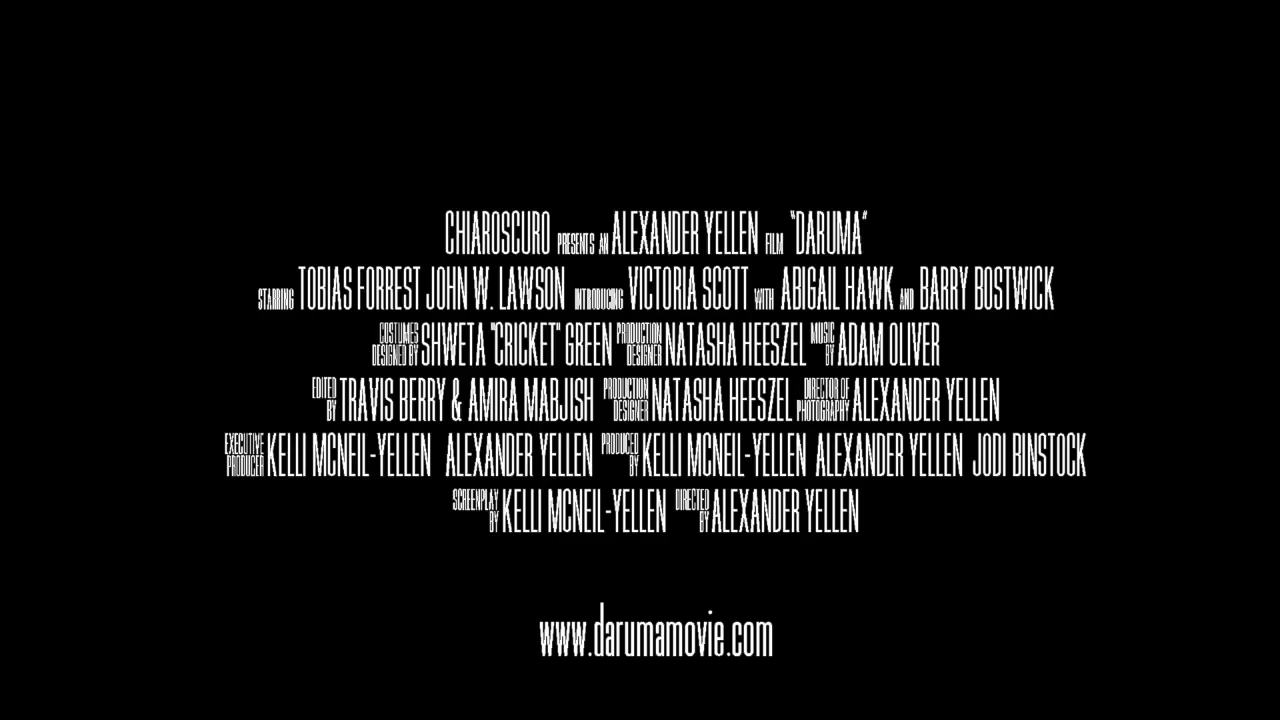 CHIAROSCURO PRESENTS AN ALEXANDER YELLEN FILM "DARUMA"
STARRING TOBIAS FORREST JOHN W. LAWSON INTRODUCING VICTORIA SCOTT WITH ABIGAIL HAWK AND BARRY BOSTWICK
COSTUMES DESIGNED BY SHWETA "CRICKET" GREEN PRODUCTION DESIGNER NATASHA HEESZEL MUSIC BY ADAM OLIVER
EDITED BY TRAVIS BERRY & AMIRA MABJISH PRODUCTION DESIGNER NATASHA HEESZEL DIRECTOR OF PHOTOGRAPHY ALEXANDER YELLEN
EXECUTIVE PRODUCER KELLI MCNEIL-YELLEN ALEXANDER YELLEN PRODUCED BY KELLI MCNEIL-YELLEN ALEXANDER YELLEN JODI BINSTOCK
SCREENPLAY BY KELLI MCNEIL-YELLEN DIRECTED BY ALEXANDER YELLEN
www.darumamovie.com